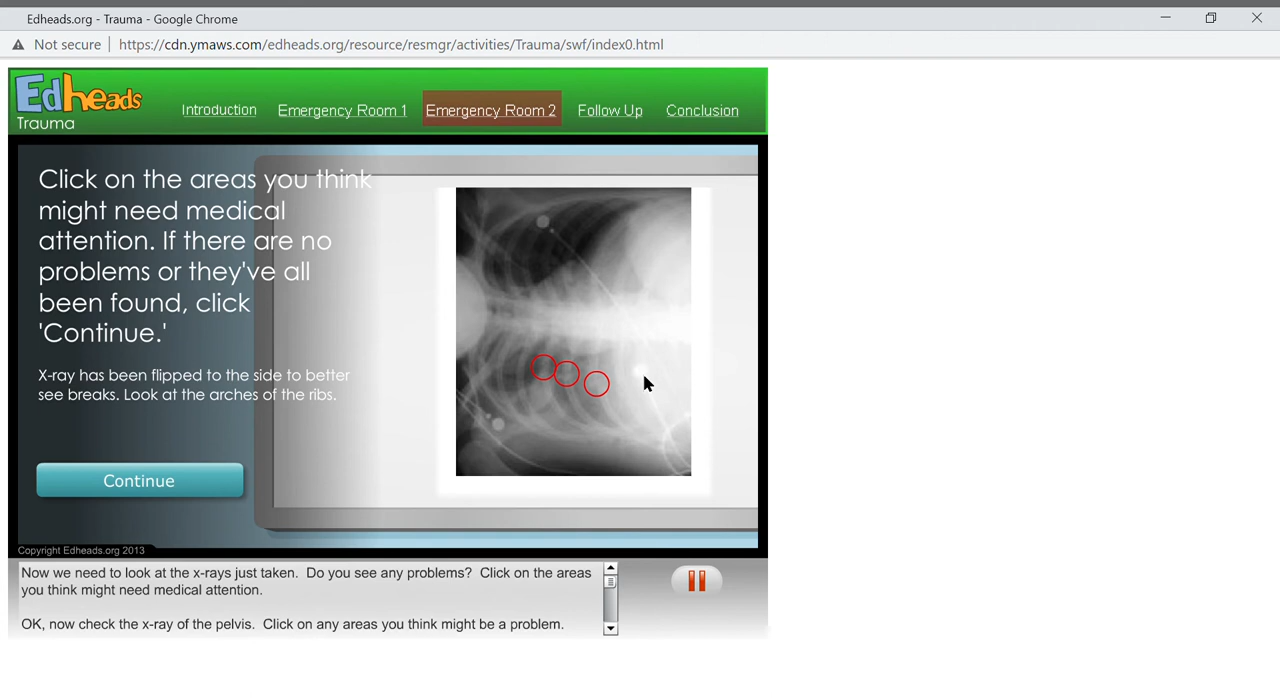 Edheads.org - Trauma - Google Chrome
Not secure | https://cdn.ymaws.com/edheads.org/resource/resmgr/activities/Trauma/swf/index0.html
Edheads
Trauma
Introduction Emergency Room 1 Emergency Room 2 Follow Up Conclusion
Click on the areas you think
might need medical
attention. If there are no
problems or they've all
been found, click
'Continue.'
X-ray has been flipped to the side to better
see breaks. Look at the arches of the ribs.
Continue
Copyright Edheads.org 2013
Now we need to look at the x-rays just taken. Do you see any problems? Click on the areas
you think might need medical attention.
OK, now check the x-ray of the pelvis. Click on any areas you think might be a problem.